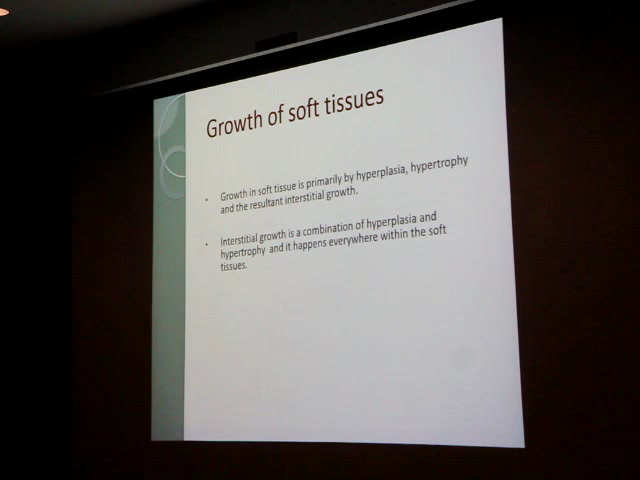 Growth of soft tissues
• Growth in soft tissue is primarily by hyperplasia, hypertrophy
and the resultant interstitial growth.
• Interstitial growth is a combination of hyperplasia and
hypertrophy and it happens everywhere within the soft
tissues.